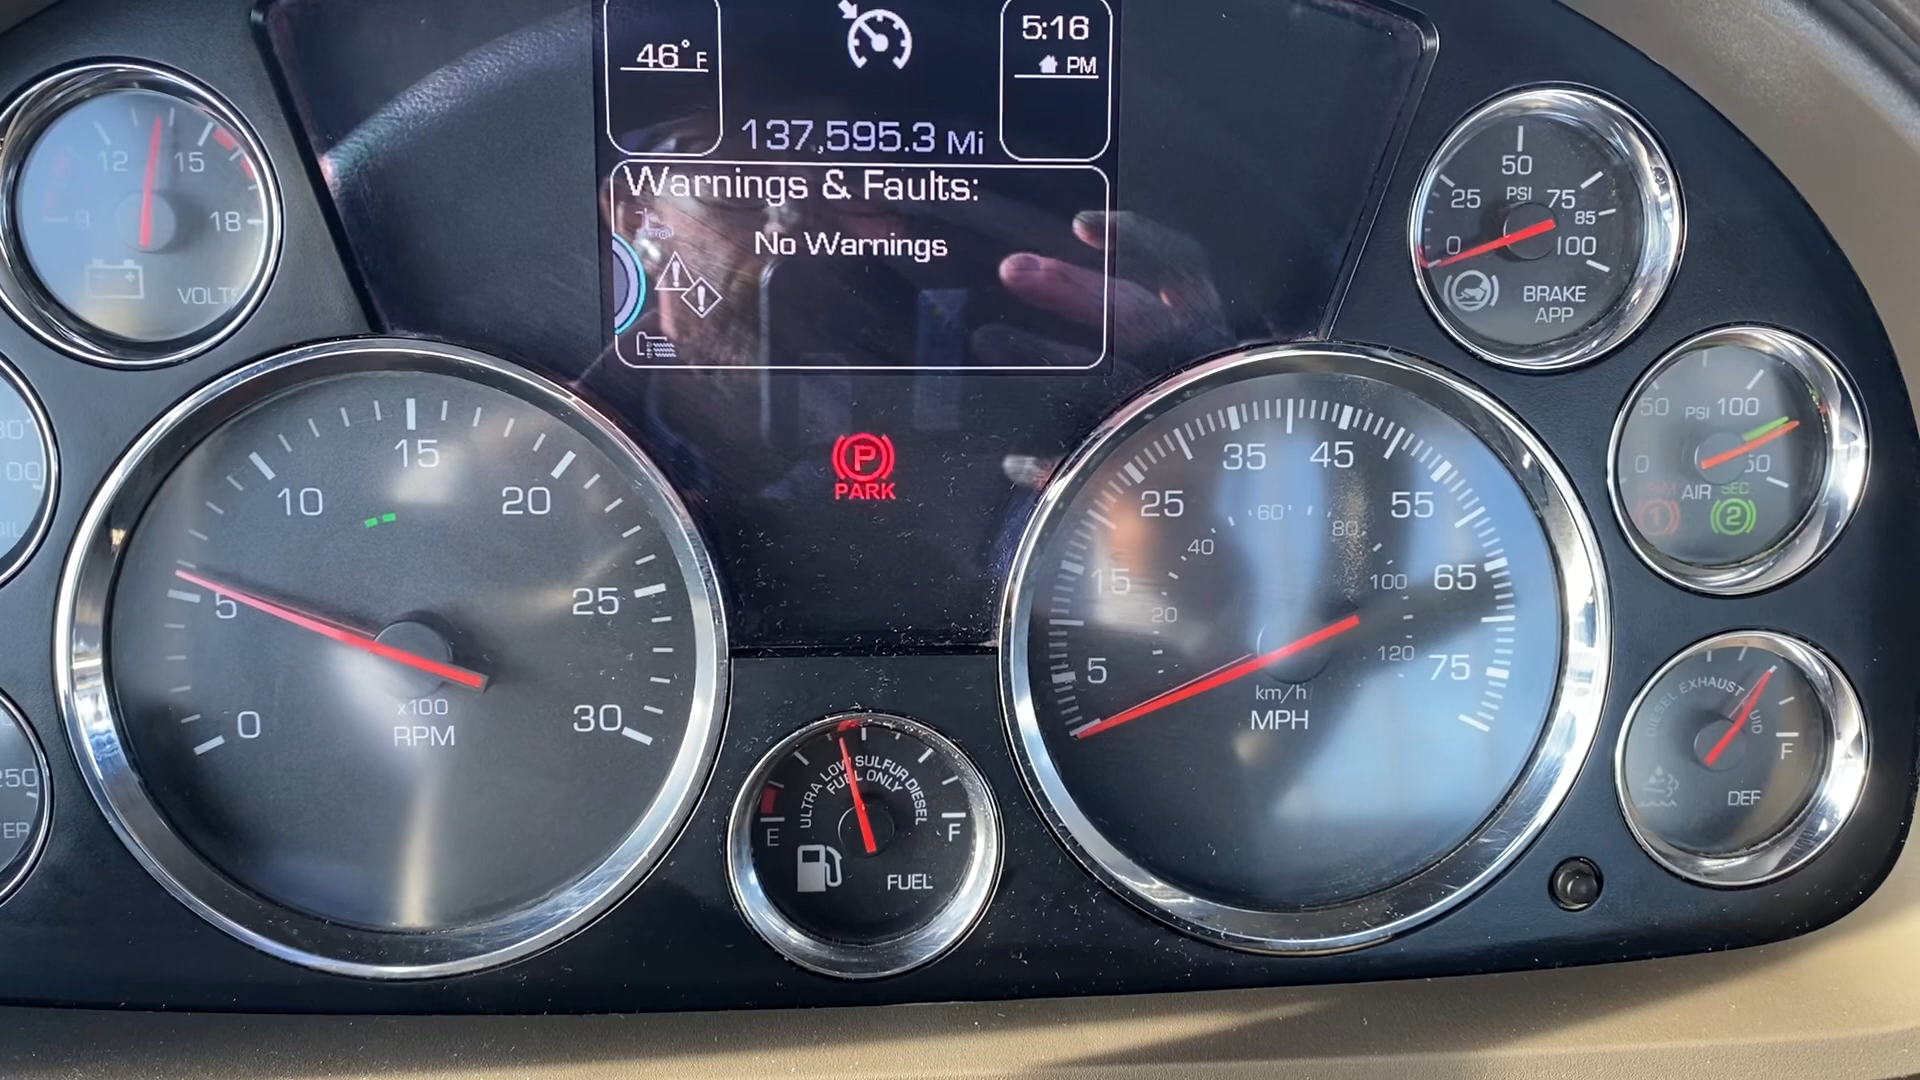 46°F
5:16
PM
137,595.3 Mi
Warnings & Faults:
No Warnings
9
12
15
18
VOLTS
50
25
PSI
75
85
0
100
BRAKE
APP
50
PSI
100
0
AIR
SEC
2
1
PARK
P
0
5
10
15
20
25
30
x100
RPM
5
15
25
35
45
55
65
75
20
40
60
80
100
120
km/h
MPH
ULTRA LOW SULFUR DIESEL
FUEL ONLY
E
F
FUEL
DIESEL EXHAUST
F
DEF